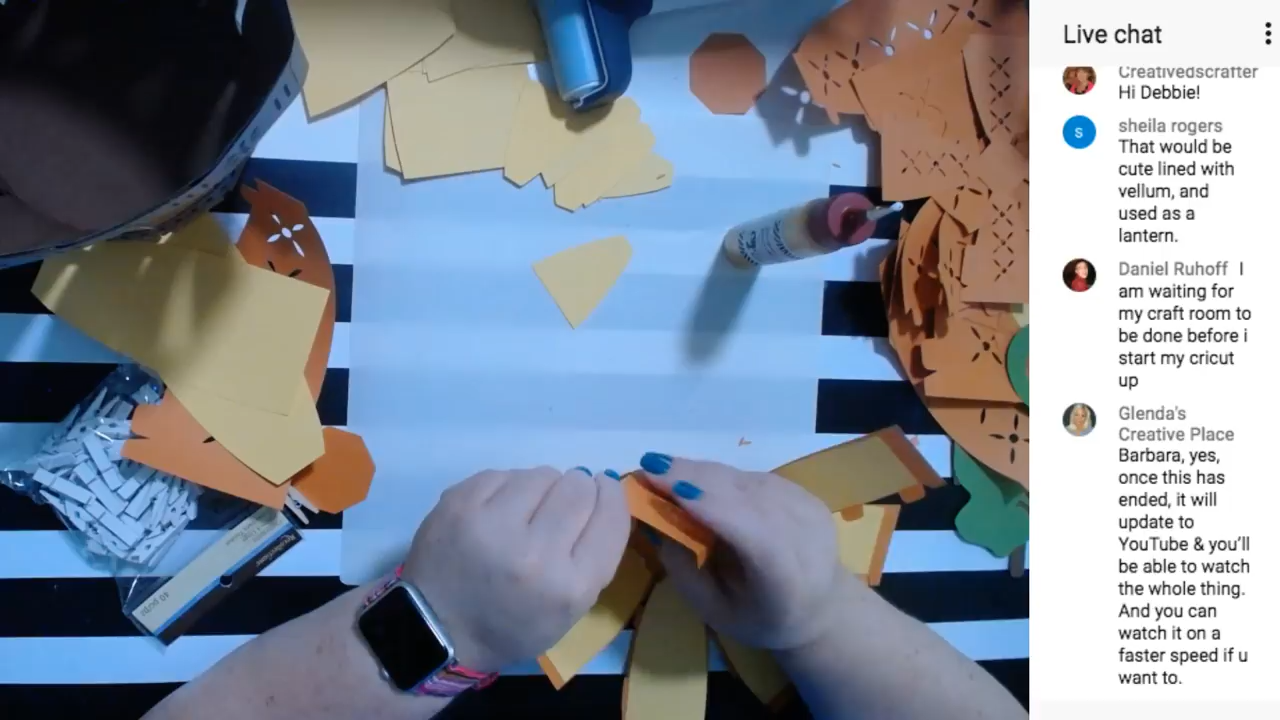 Live chat
Creativedscrafter
Hi Debbie!
S
sheila rogers
That would be
cute lined with
vellum, and
used as a
lantern.
Daniel Ruhoff I
am waiting for
my craft room to
be done before i
start my cricut
up
Glenda's
Creative Place
Barbara, yes,
once this has
ended, it will
update to
YouTube & you'll
be able to watch
the whole thing.
And you can
watch it on a
faster speed if u
want to.